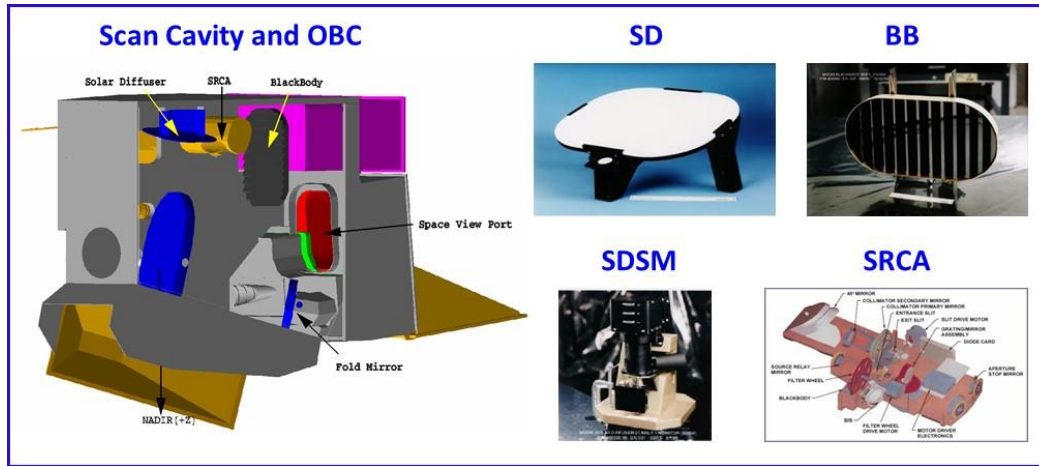 Scan Cavity and OBC
Solar Diffuser
SRCA
BlackBody
Space View Port
Fold Mirror
NADIR(+Z)
SD
BB
SDSM
SRCA
45° MIRROR
COLLIMATOR SECONDARY MIRROR
COLLIMATOR PRIMARY MIRROR
ENTRANCE SLIT
EXIT SLIT
SLIT DRIVE MOTOR
GRATING/MIRROR
ASSEMBLY
DIODE CARD
SOURCE RELAY
MIRROR
FILTER WHEEL
BLACKBODY
SIS
FILTER WHEEL
DRIVE MOTOR
MOTOR DRIVER
ELECTRONICS
APERTURE
STOP MIRROR